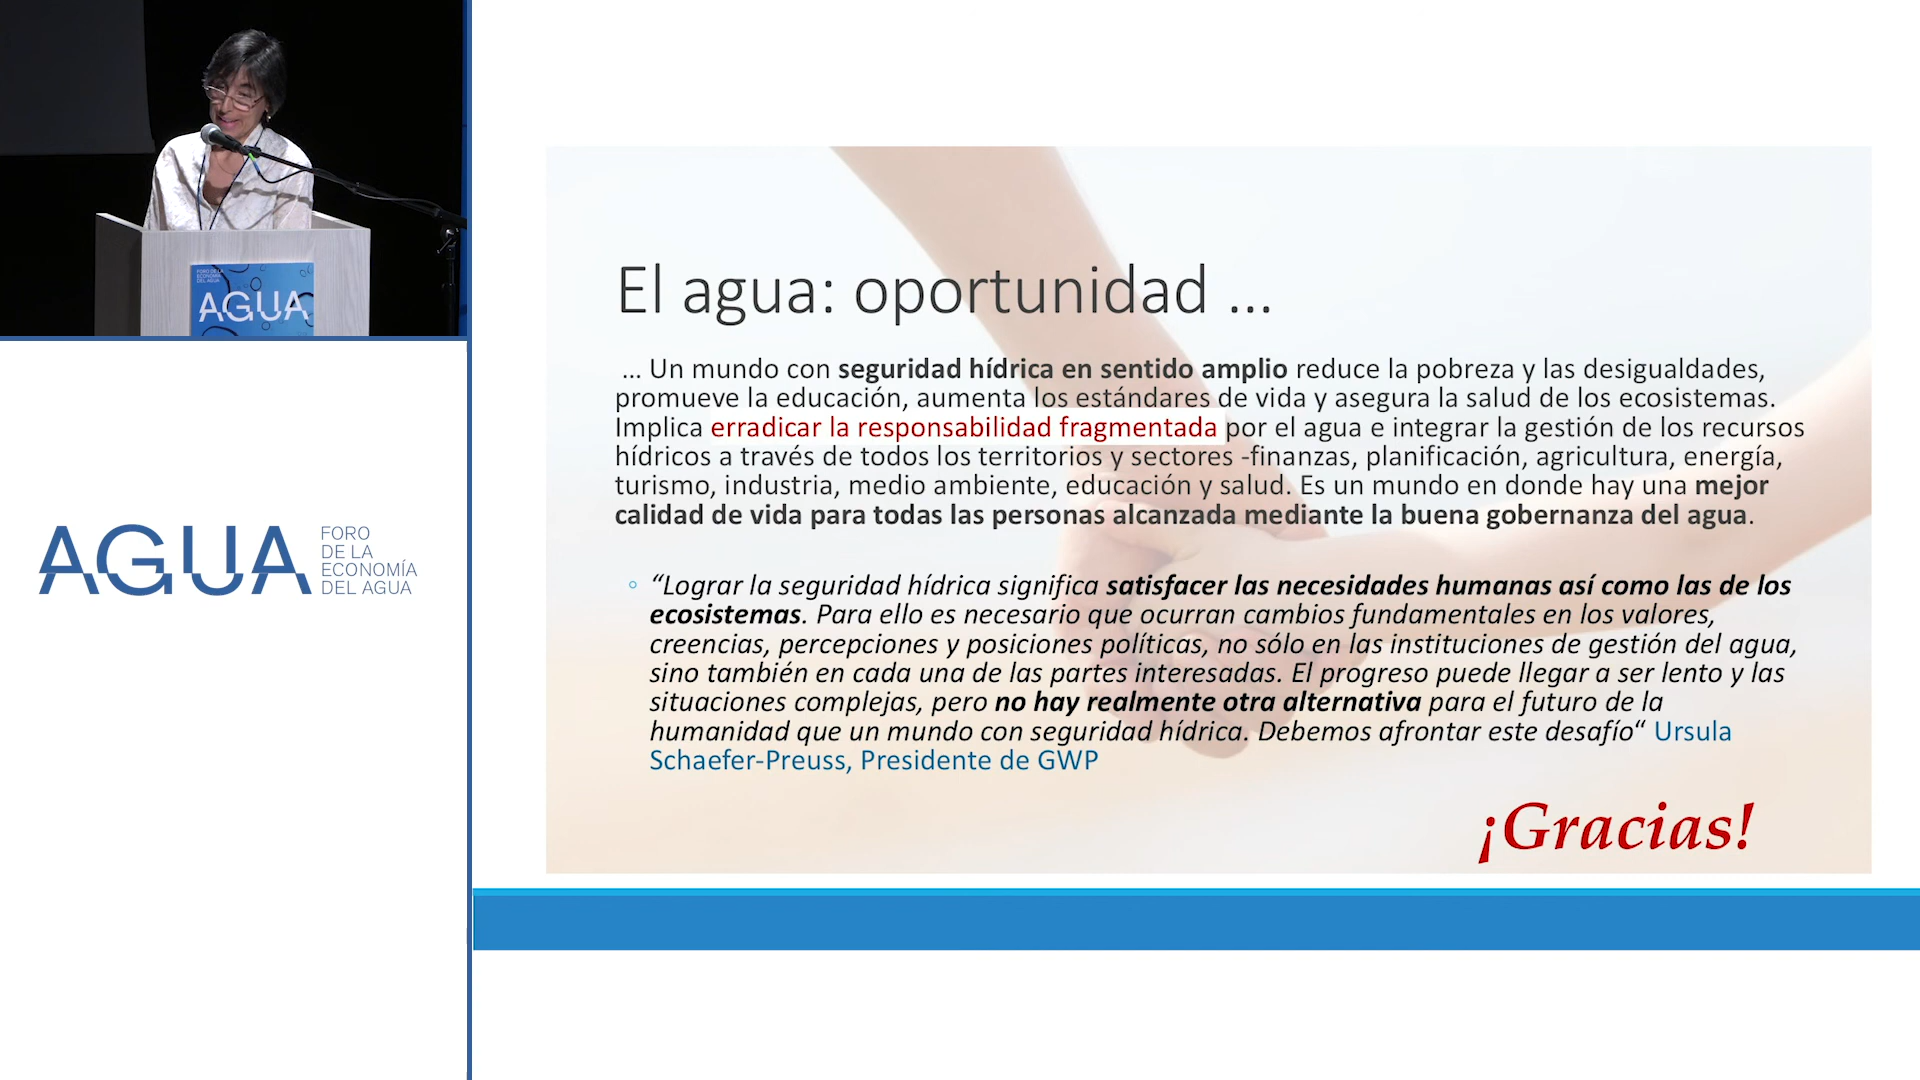 FORO DE LA
ECONOMÍA
DEL AGUA
AGUA
AGUA
FORO
DE LA
ECONOMÍA
DEL AGUA
El agua: oportunidad ...
... Un mundo con seguridad hídrica en sentido amplio reduce la pobreza y las desigualdades,
promueve la educación, aumenta los estándares de vida y asegura la salud de los ecosistemas.
Implica erradicar la responsabilidad fragmentada por el agua e integrar la gestión de los recursos
hídricos a través de todos los territorios y sectores -finanzas, planificación, agricultura, energía,
turismo, industria, medio ambiente, educación y salud. Es un mundo en donde hay una mejor
calidad de vida para todas las personas alcanzada mediante la buena gobernanza del agua.
◦ “Lograr la seguridad hídrica significa satisfacer las necesidades humanas así como las de los
ecosistemas. Para ello es necesario que ocurran cambios fundamentales en los valores,
creencias, percepciones y posiciones políticas, no sólo en las instituciones de gestión del agua,
sino también en cada una de las partes interesadas. El progreso puede llegar a ser lento y las
situaciones complejas, pero no hay realmente otra alternativa para el futuro de la
humanidad que un mundo con seguridad hídrica. Debemos afrontar este desafío“ Ursula
Schaefer-Preuss, Presidente de GWP
¡Gracias!